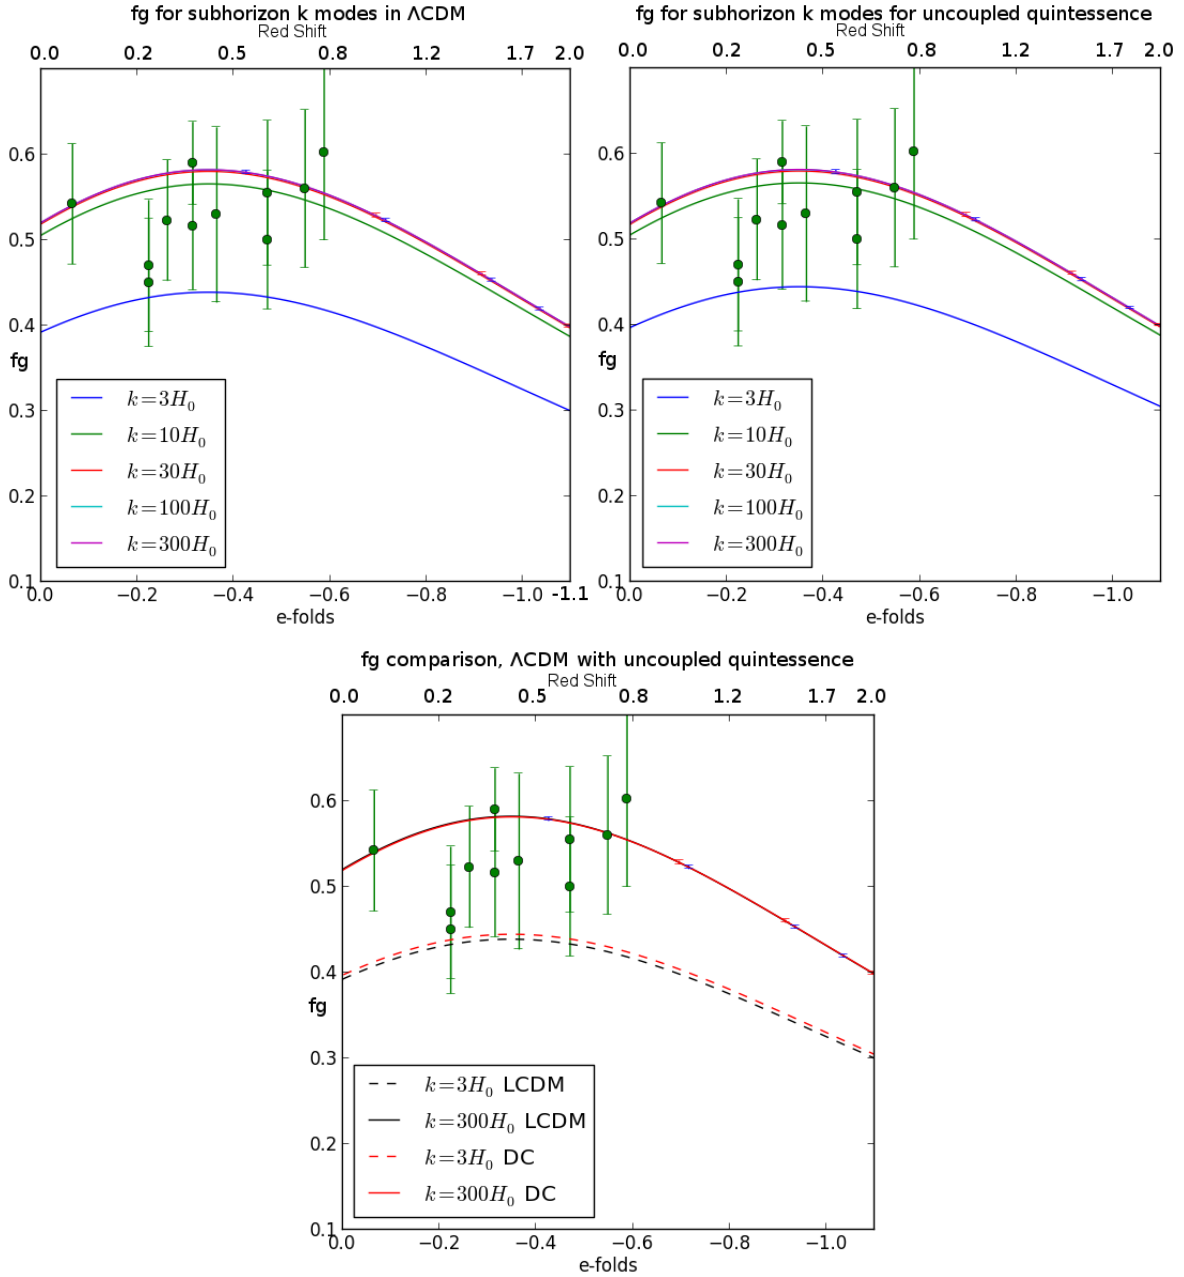 fg for subhorizon k modes in ΛCDM
Red Shift
0.0 0.2 0.5 0.8 1.2 1.7 2.0
0.6
0.5
0.4
fg
0.3
0.2
0.1
k=3H₀
k=10H₀
k=30H₀
k=100H₀
k=300H₀
0.0 −0.2 −0.4 −0.6 −0.8 −1.0 -1.1
e-folds
fg for subhorizon k modes for uncoupled quintessence
Red Shift
0.0 0.2 0.5 0.8 1.2 1.7 2.0
0.6
0.5
0.4
fg
0.3
0.2
0.1
k=3H₀
k=10H₀
k=30H₀
k=100H₀
k=300H₀
0.0 −0.2 −0.4 −0.6 −0.8 −1.0
e-folds
fg comparison, ΛCDM with uncoupled quintessence
Red Shift
0.0 0.2 0.5 0.8 1.2 1.7 2.0
0.6
0.5
0.4
fg
0.3
0.2
0.1
k=3H₀ LCDM
k=300H₀ LCDM
k=3H₀ DC
k=300H₀ DC
0.0 −0.2 −0.4 −0.6 −0.8 −1.0
e-folds